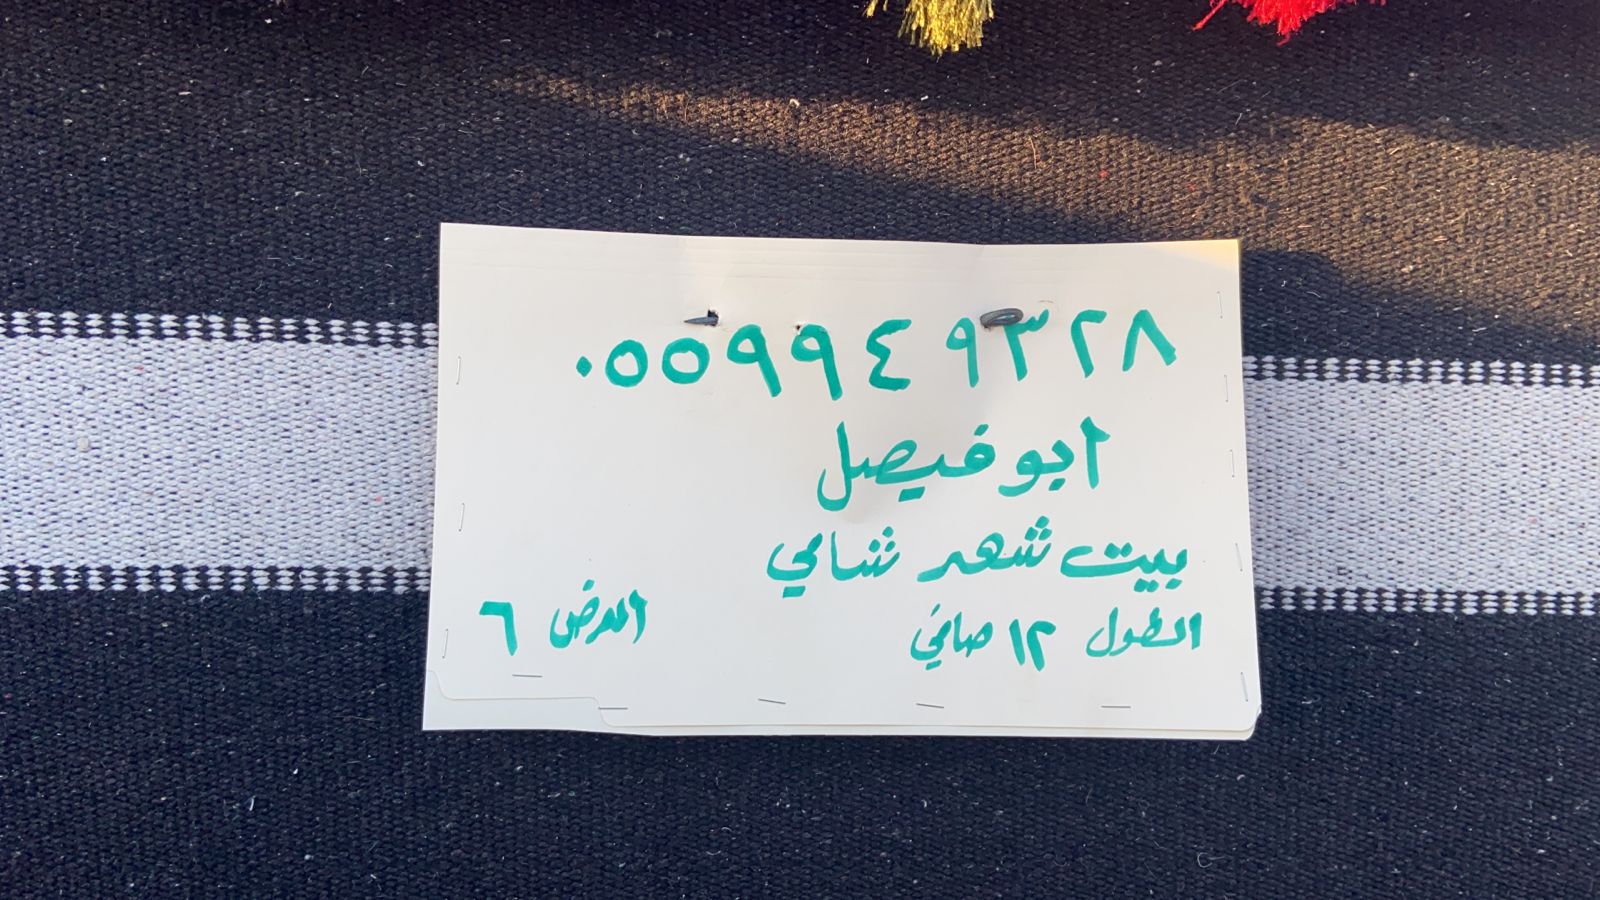 ٠٥٥٩٩٤٩٣٢٨
ابو فيصل
بيت شعر شامي
الطول ١٢ صافي العرض ٦